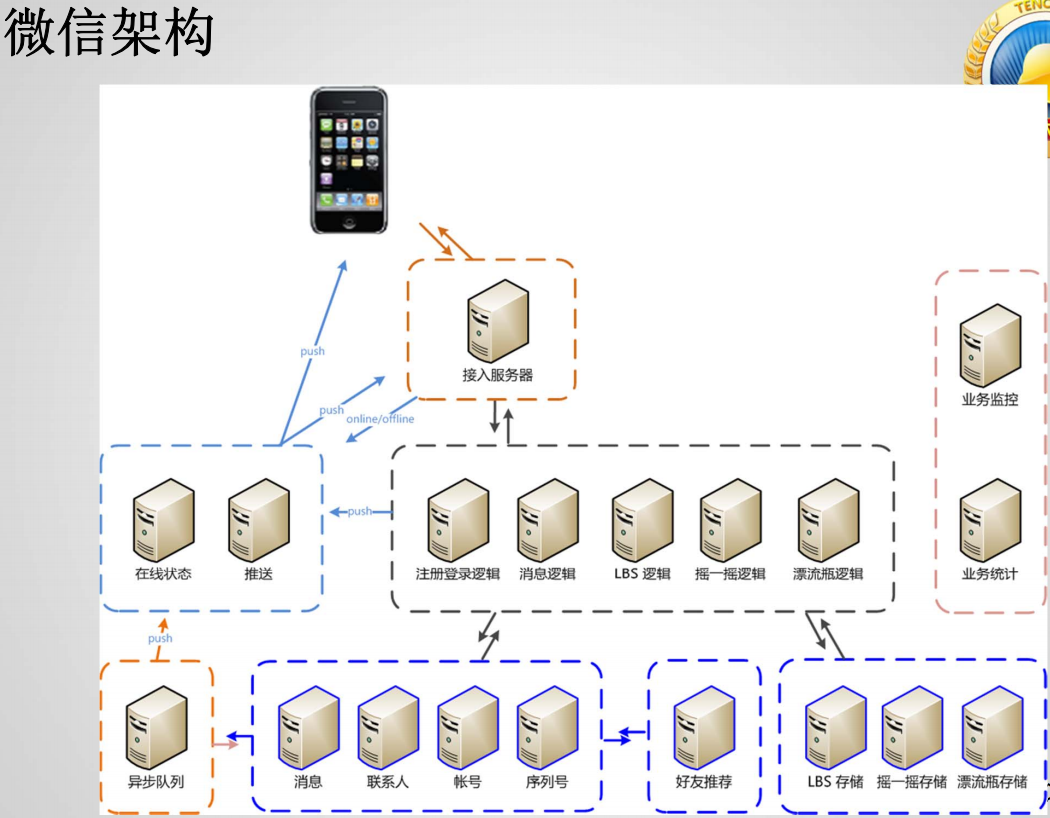 微信架构
TENC
push
push
online/offline
接入服务器
业务监控
push
在线状态
推送
注册登录逻辑
消息逻辑
LBS 逻辑
摇一摇逻辑
漂流瓶逻辑
业务统计
push
异步队列
消息
联系人
帐号
序列号
好友推荐
LBS 存储
摇一摇存储
漂流瓶存储